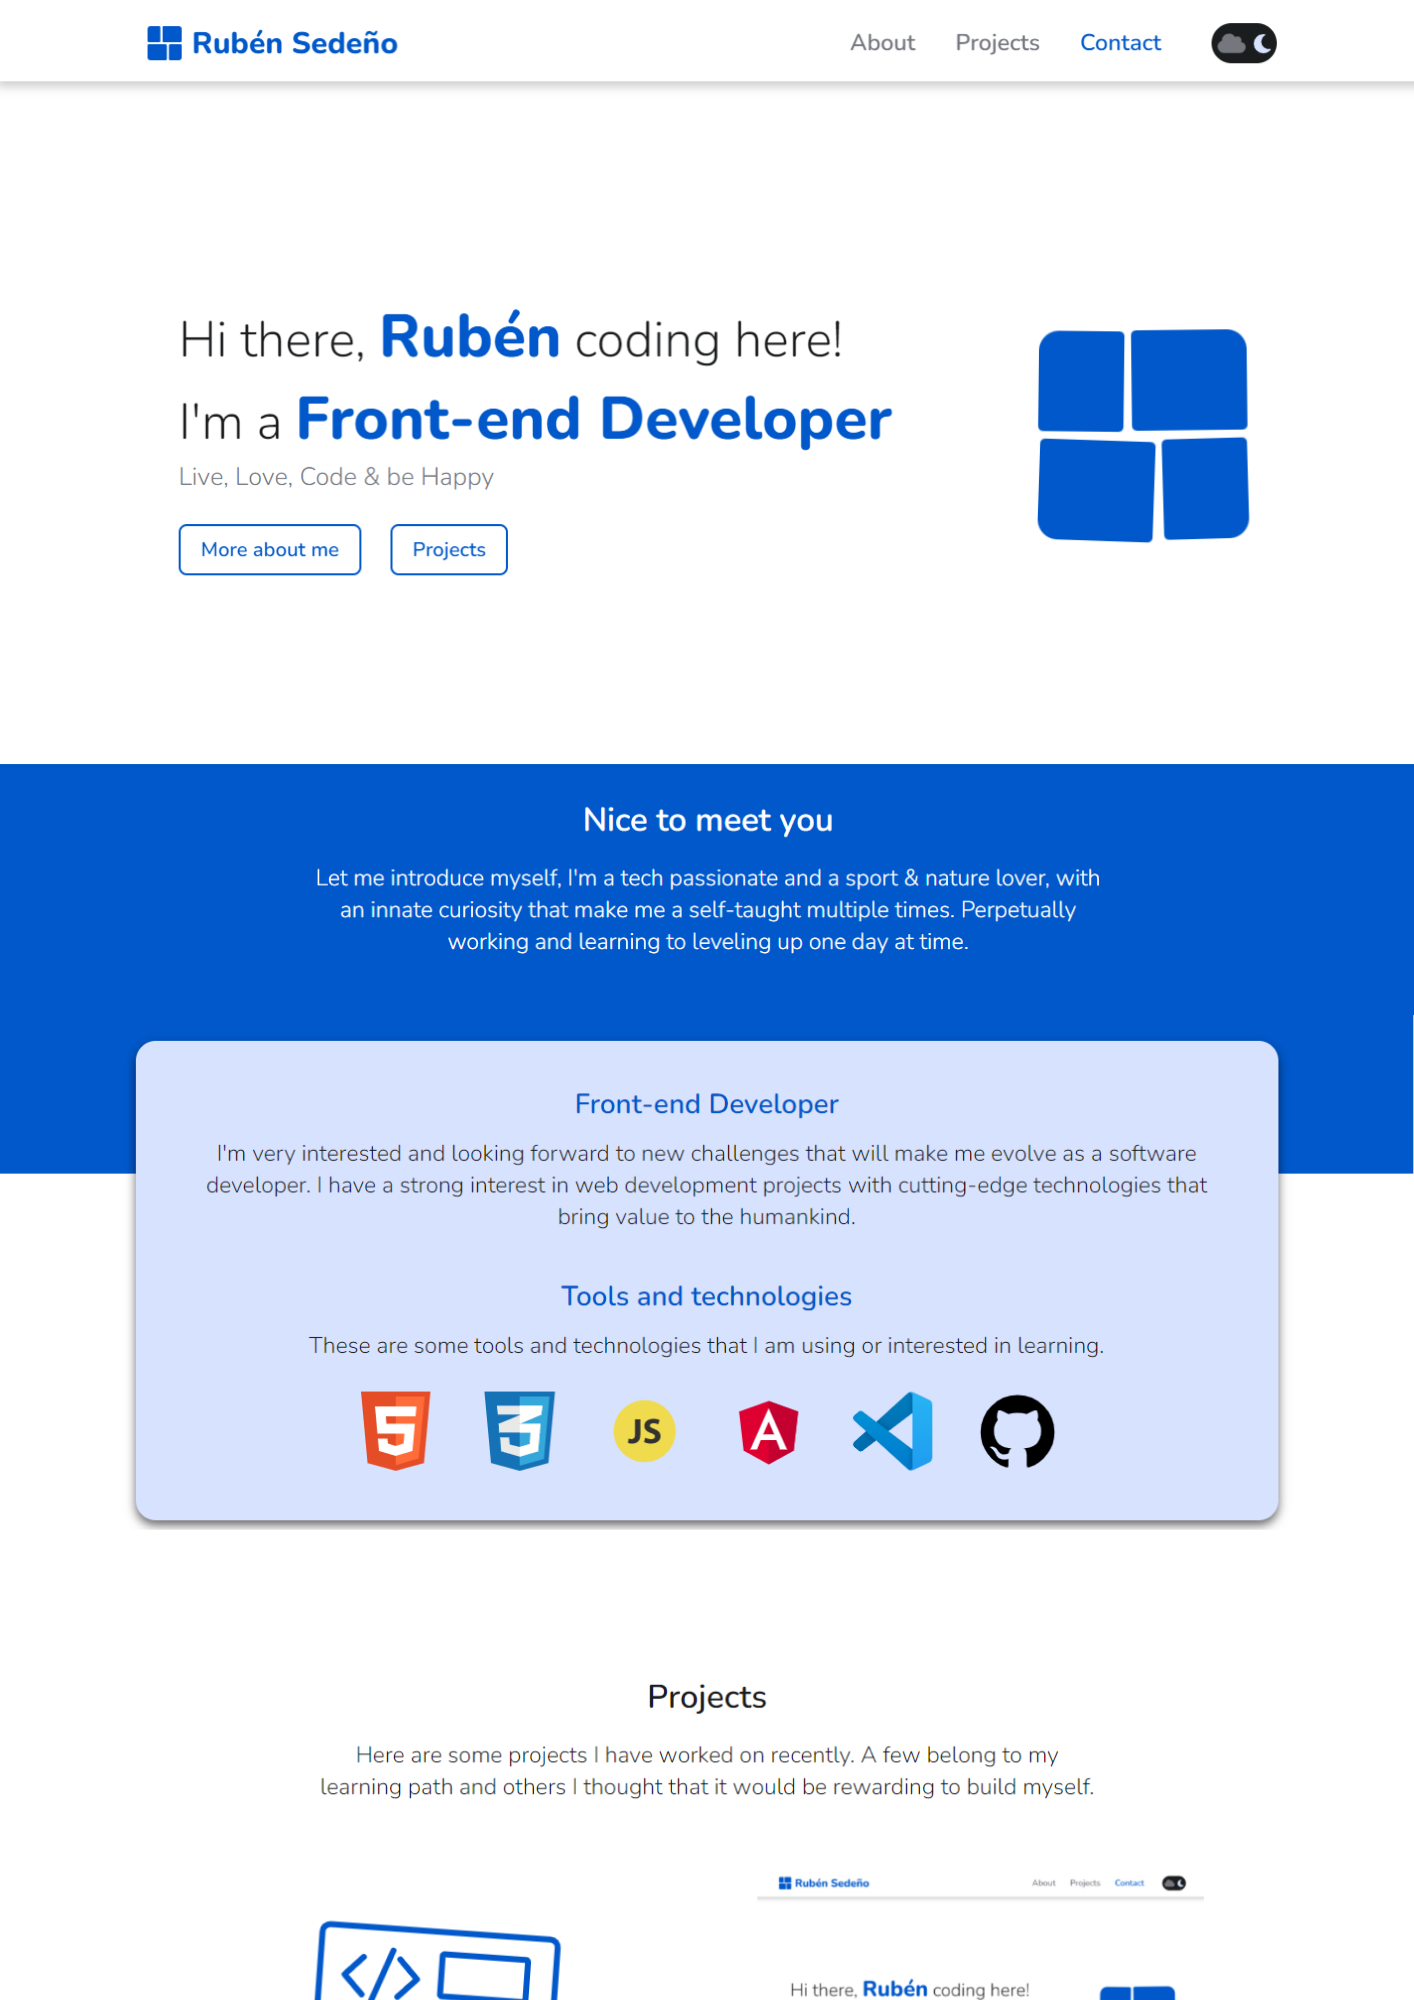 Rubén Sedeño
About Projects Contact
Hi there, Rubén coding here!
I'm a Front-end Developer
Live, Love, Code & be Happy
More about me Projects
Nice to meet you
Let me introduce myself, I'm a tech passionate and a sport & nature lover, with
an innate curiosity that make me a self-taught multiple times. Perpetually
working and learning to leveling up one day at time.
Front-end Developer
I'm very interested and looking forward to new challenges that will make me evolve as a software
developer. I have a strong interest in web development projects with cutting-edge technologies that
bring value to the humankind.
Tools and technologies
These are some tools and technologies that I am using or interested in learning.
5 3 JS A
Projects
Here are some projects I have worked on recently. A few belong to my
learning path and others I thought that it would be rewarding to build myself.
Rubén Sedeño
About Projects Contact
</>
Hi there, Rubén coding here!